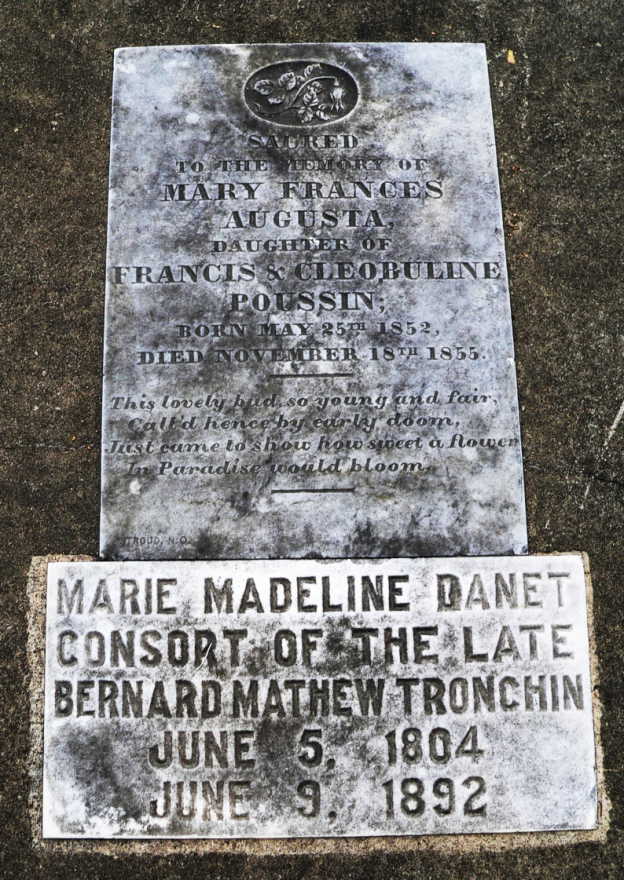 SACRED
TO THE MEMORY OF
MARY FRANCES
AUGUSTA,
DAUGHTER OF
FRANCIS & CLEOBULINE
POUSSIN;
BORN MAY 25TH 1852,
DIED NOVEMBER 18TH 1855.
This lovely bud, so young and fair,
Call'd hence by early doom,
Just came to show how sweet a flower
In Paradise would bloom.
STROUD, N.O.
MARIE MADELINE DANET
CONSORT OF THE LATE
BERNARD MATHEW TRONCHIN
JUNE 5, 1804
JUNE 9, 1892